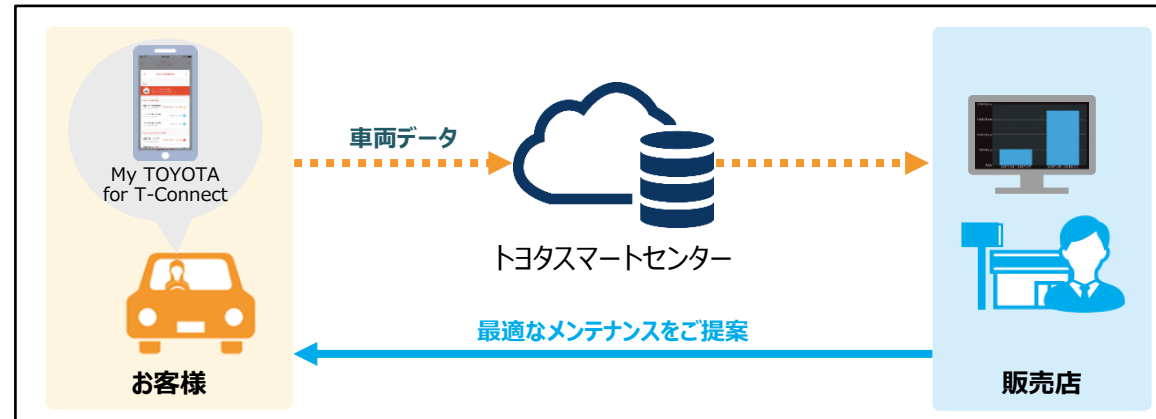 My TOYOTA
for T-Connect
車両データ
トヨタスマートセンター
最適なメンテナンスをご提案
お客様
販売店